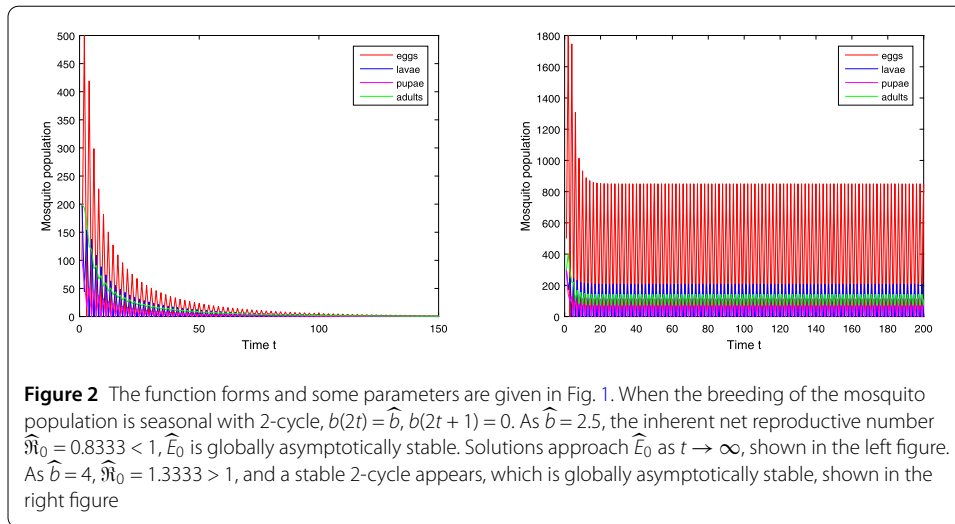 500
450
400
350
300
250
200
150
100
50
0
Mosquito population
0 50 100 150
Time t
eggs
lavae
pupae
adults
1800
1600
1400
1200
1000
800
600
400
200
0
Mosquito population
0 20 40 60 80 100 120 140 160 180 200
Time t
eggs
lavae
pupae
adults
Figure 2 The function forms and some parameters are given in Fig. 1. When the breeding of the mosquito
population is seasonal with 2-cycle, b(2t) = b̂, b(2t + 1) = 0. As b̂ = 2.5, the inherent net reproductive number
ℜ̂₀ = 0.8333 < 1, Ê₀ is globally asymptotically stable. Solutions approach Ê₀ as t → ∞, shown in the left figure.
As b̂ = 4, ℜ̂₀ = 1.3333 > 1, and a stable 2-cycle appears, which is globally asymptotically stable, shown in the
right figure